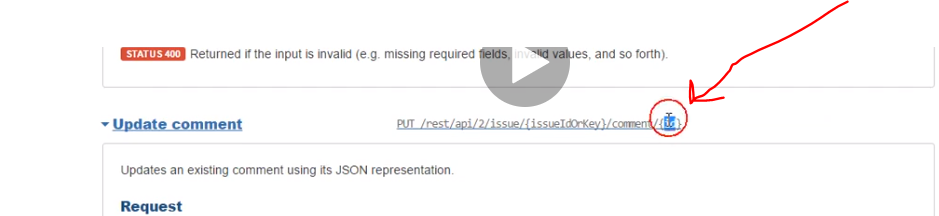 STATUS 400 Returned if the input is invalid (e.g. missing required fields, invalid values, and so forth).
Update comment PUT /rest/api/2/issue/{issueIdOrKey}/comment/{id}
Updates an existing comment using its JSON representation.
Request